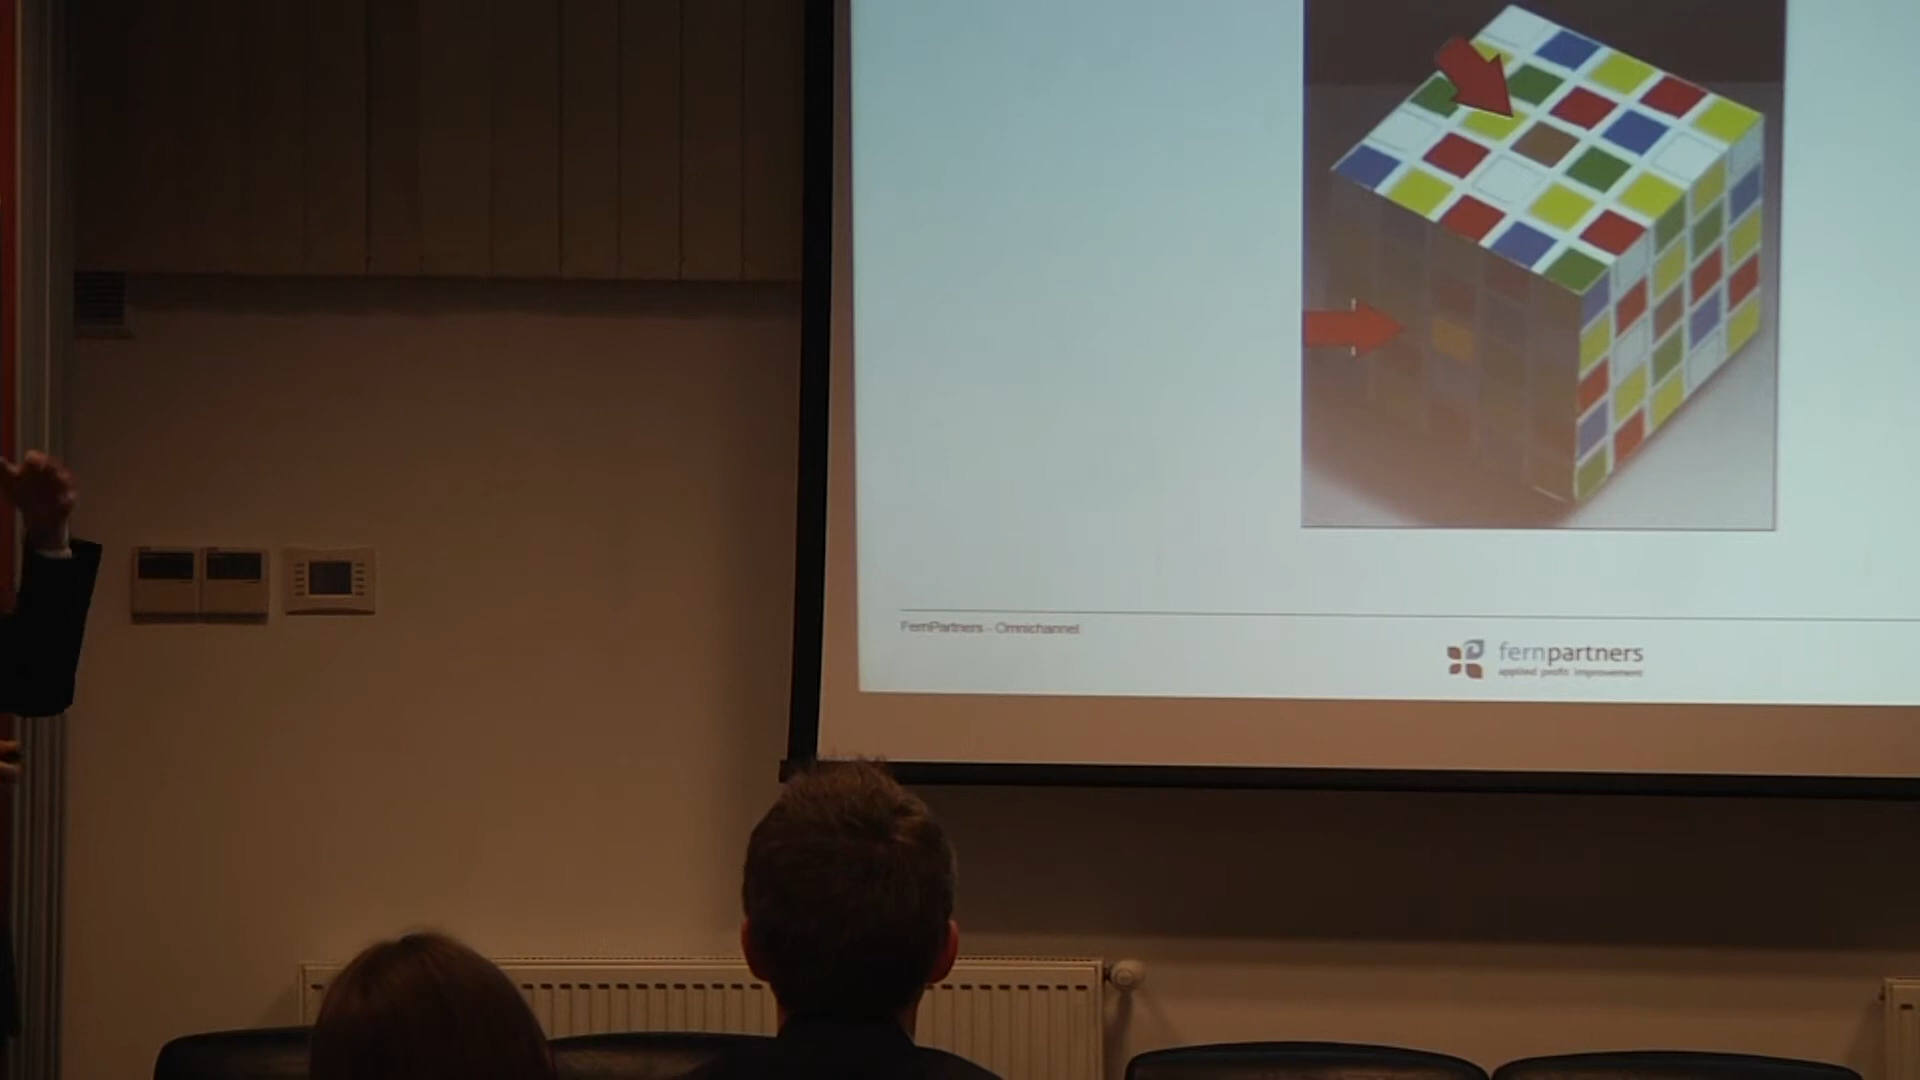 FernPartners - Omnichannel
fernpartners
applied profit improvement